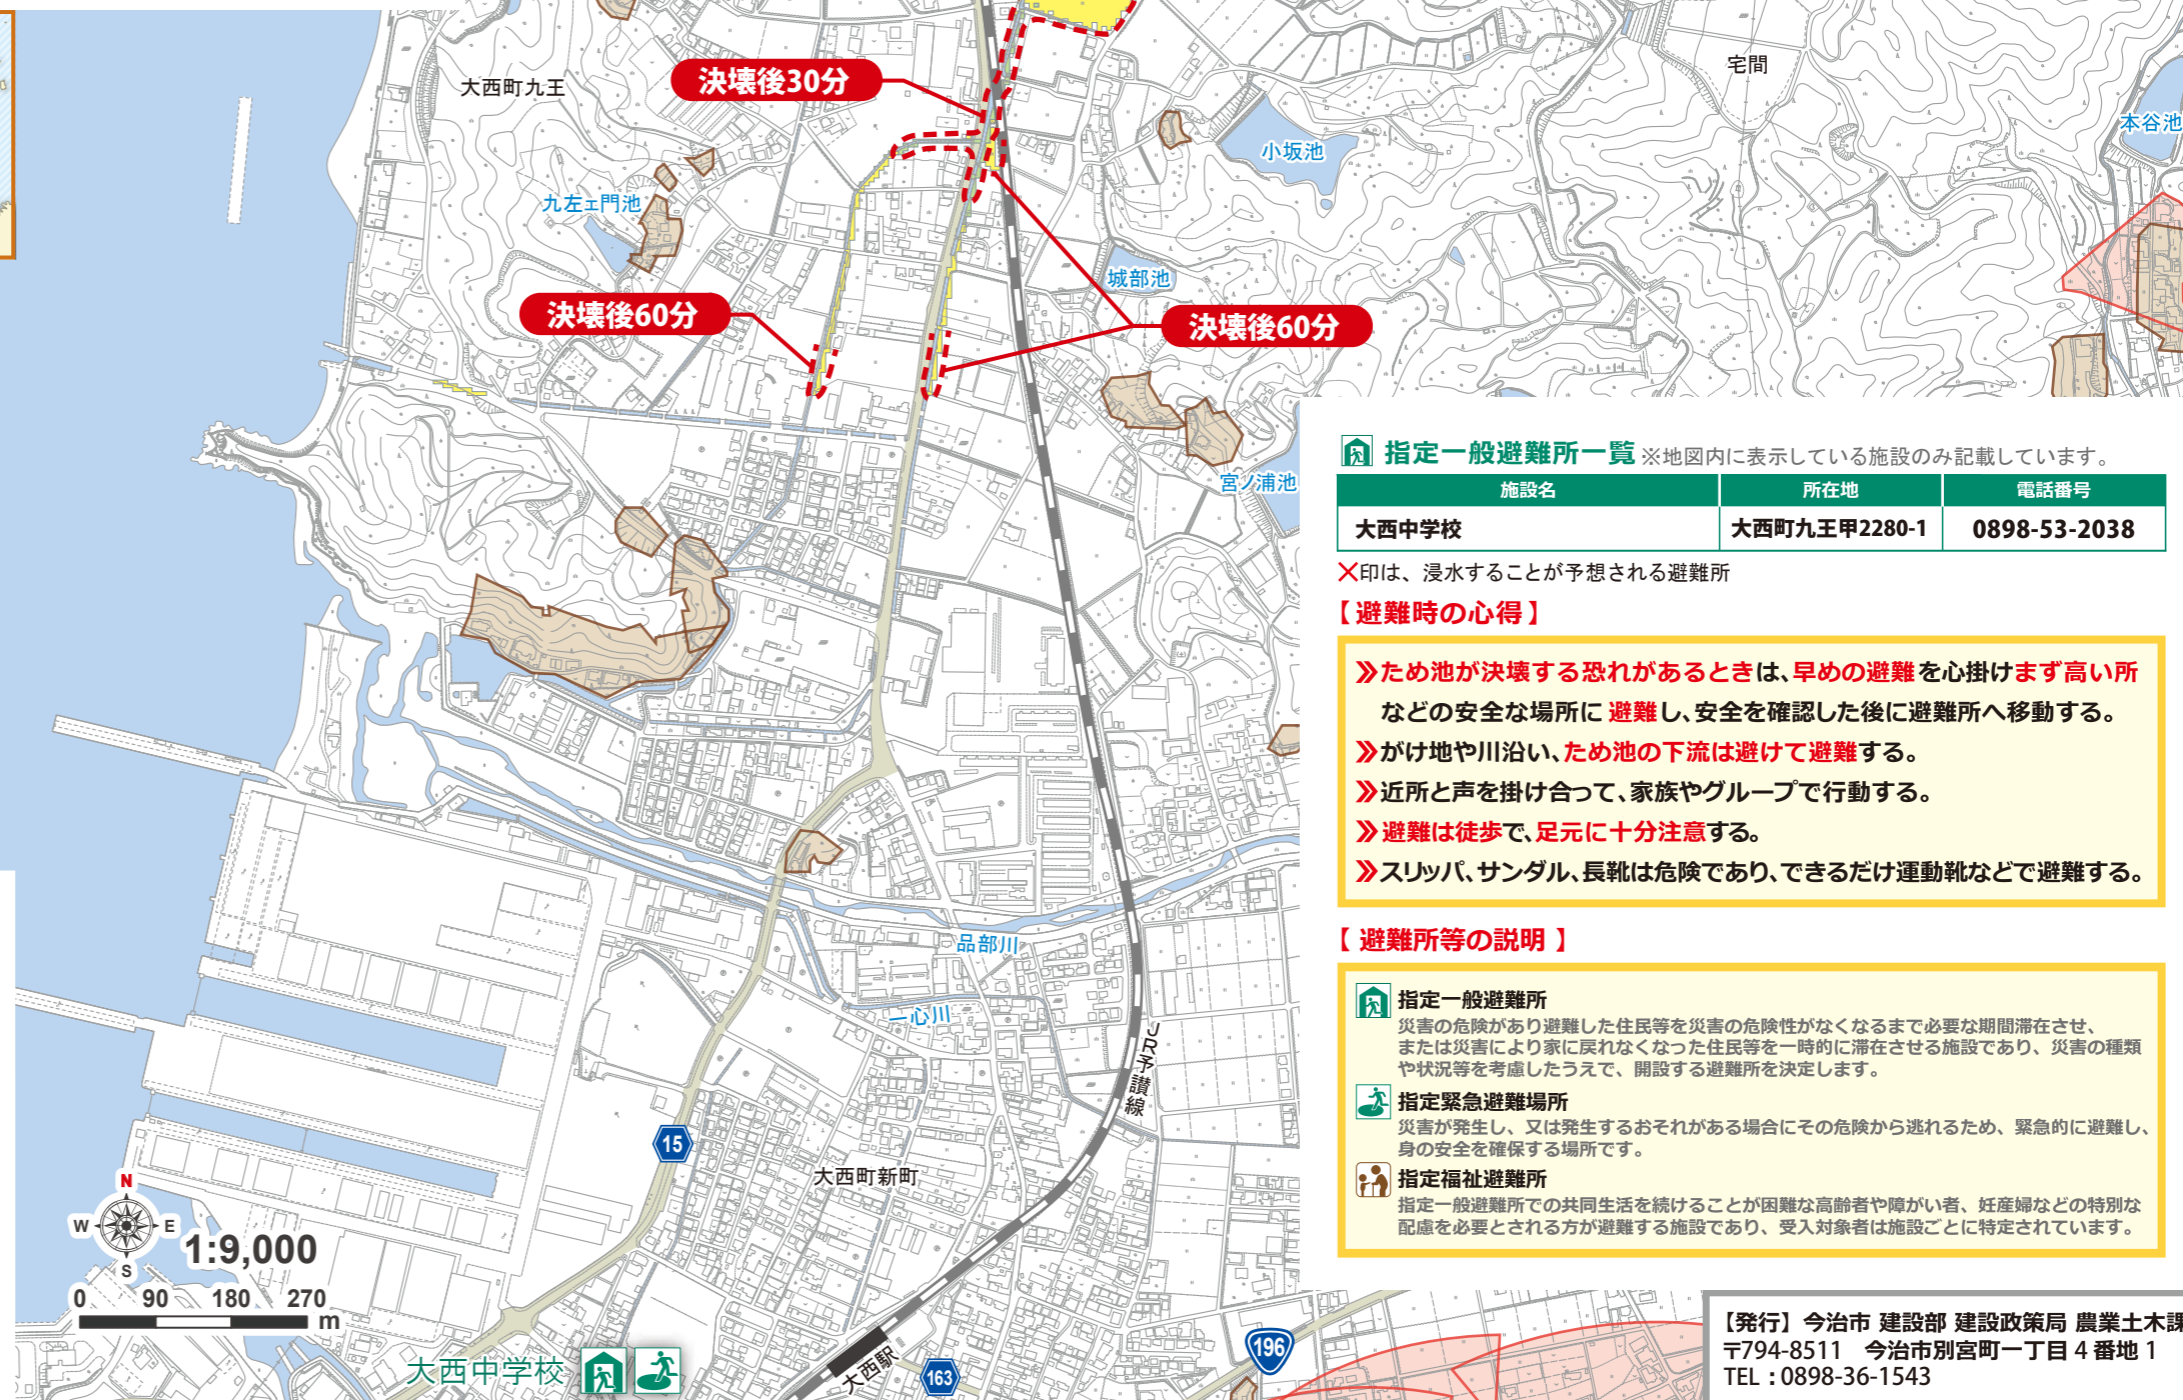 大西町九王
決壊後30分
宅間
本谷池
小坂池
九左ェ門池
城部池
決壊後60分
決壊後60分
宮ノ浦池
指定一般避難所一覧 ※地図内に表示している施設のみ記載しています。
施設名 所在地 電話番号
大西中学校 大西町九王甲2280-1 0898-53-2038
×印は、浸水することが予想される避難所
【避難時の心得】
≫ため池が決壊する恐れがあるときは、早めの避難を心掛けまず高い所
などの安全な場所に避難し、安全を確認した後に避難所へ移動する。
≫がけ地や川沿い、ため池の下流は避けて避難する。
≫近所と声を掛け合って、家族やグループで行動する。
≫避難は徒歩で、足元に十分注意する。
≫スリッパ、サンダル、長靴は危険であり、できるだけ運動靴などで避難する。
【 避難所等の説明 】
指定一般避難所
災害の危険があり避難した住民等を災害の危険性がなくなるまで必要な期間滞在させ、
または災害により家に戻れなくなった住民等を一時的に滞在させる施設であり、災害の種類
や状況等を考慮したうえで、開設する避難所を決定します。
指定緊急避難場所
災害が発生し、又は発生するおそれがある場合にその危険から逃れるため、緊急的に避難し、
身の安全を確保する場所です。
指定福祉避難所
指定一般避難所での共同生活を続けることが困難な高齢者や障がい者、妊産婦などの特別な
配慮を必要とされる方が避難する施設であり、受入対象者は施設ごとに特定されています。
品部川
一心川
JR予讃線
15
大西町新町
N
W E
S
1:9,000
0 90 180 270
m
大西中学校
大西駅
163
196
【発行】今治市 建設部 建設政策局 農業土木課
〒794-8511 今治市別宮町一丁目4番地1
TEL：0898-36-1543